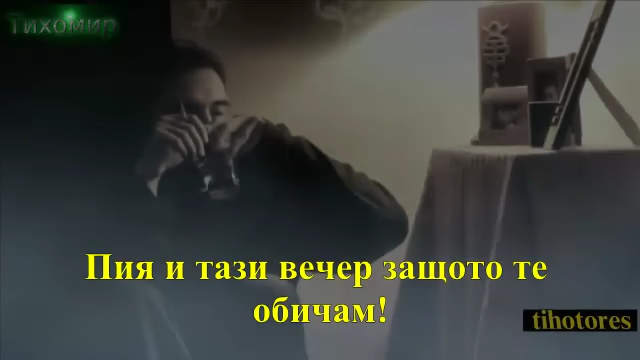 Тихомир
Пия и тази вечер защото те
обичам!
tihotores